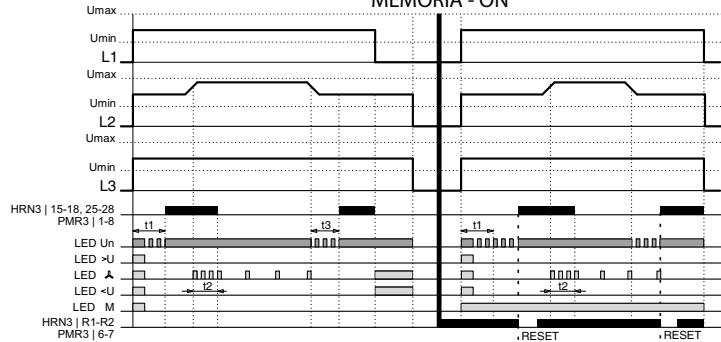 MEMORIA - ON
Umax
Umin
L1
Umax
Umin
L2
Umax
Umin
L3
HRN3 | 15-18, 25-28
PMR3 | 1-8
t1
t3
t1
LED Un
LED >U
LED
LED <U
t2
t2
LED M
HRN3 | R1-R2
PMR3 | 6-7
RESET
RESET